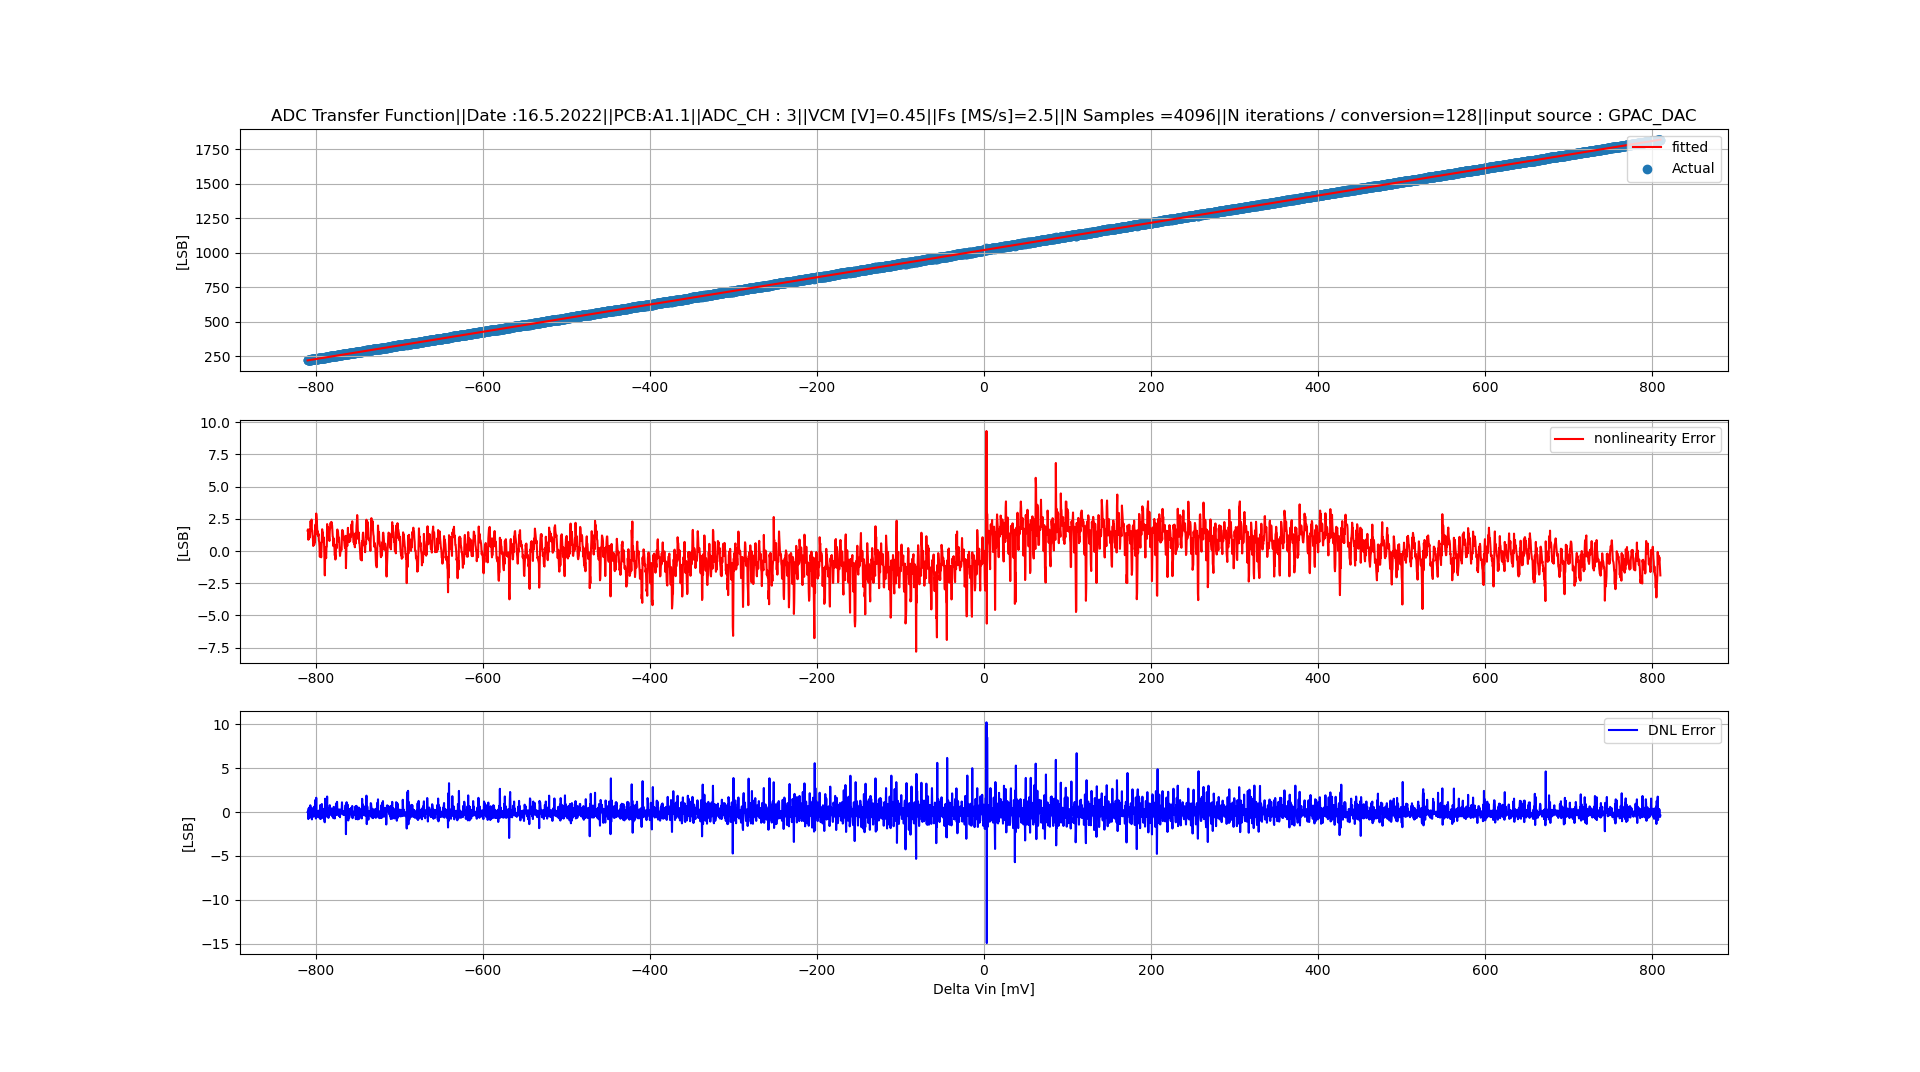 ADC Transfer Function||Date :16.5.2022||PCB:A1.1||ADC_CH : 3||VCM [V]=0.45||Fs [MS/s]=2.5||N Samples =4096||N iterations / conversion=128||input source : GPAC_DAC
[LSB]
1750
1500
1250
1000
750
500
250
fitted
Actual
−800 −600 −400 −200 0 200 400 600 800
[LSB]
10.0
7.5
5.0
2.5
0.0
−2.5
−5.0
−7.5
nonlinearity Error
−800 −600 −400 −200 0 200 400 600 800
[LSB]
10
5
0
−5
−10
−15
DNL Error
−800 −600 −400 −200 0 200 400 600 800
Delta Vin [mV]